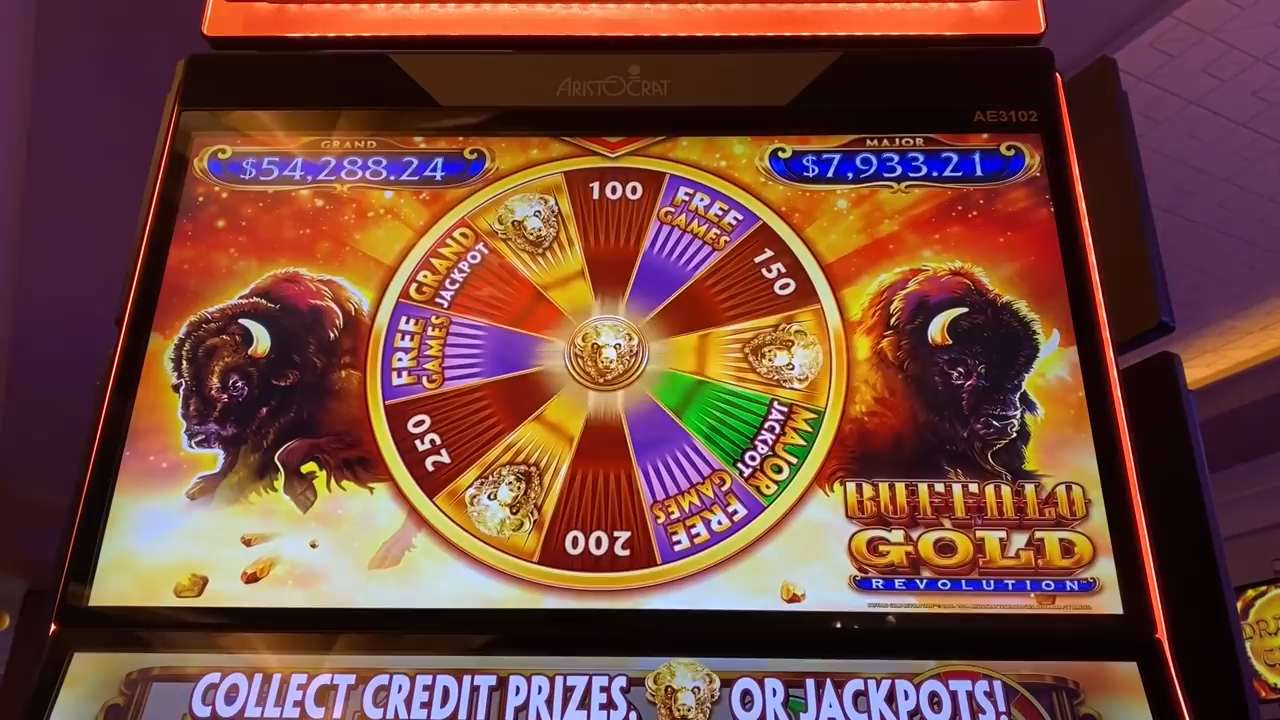 ARISTOCRAT
AE3102
GRAND
$54,288.24
MAJOR
$7,933.21
100
FREE
GAMES
150
MAJOR
JACKPOT
FREE
GAMES
200
250
FREE
GAMES
GRAND
JACKPOT
BUFFALO
GOLD
REVOLUTION™
COLLECT CREDIT PRIZES, OR JACKPOTS!